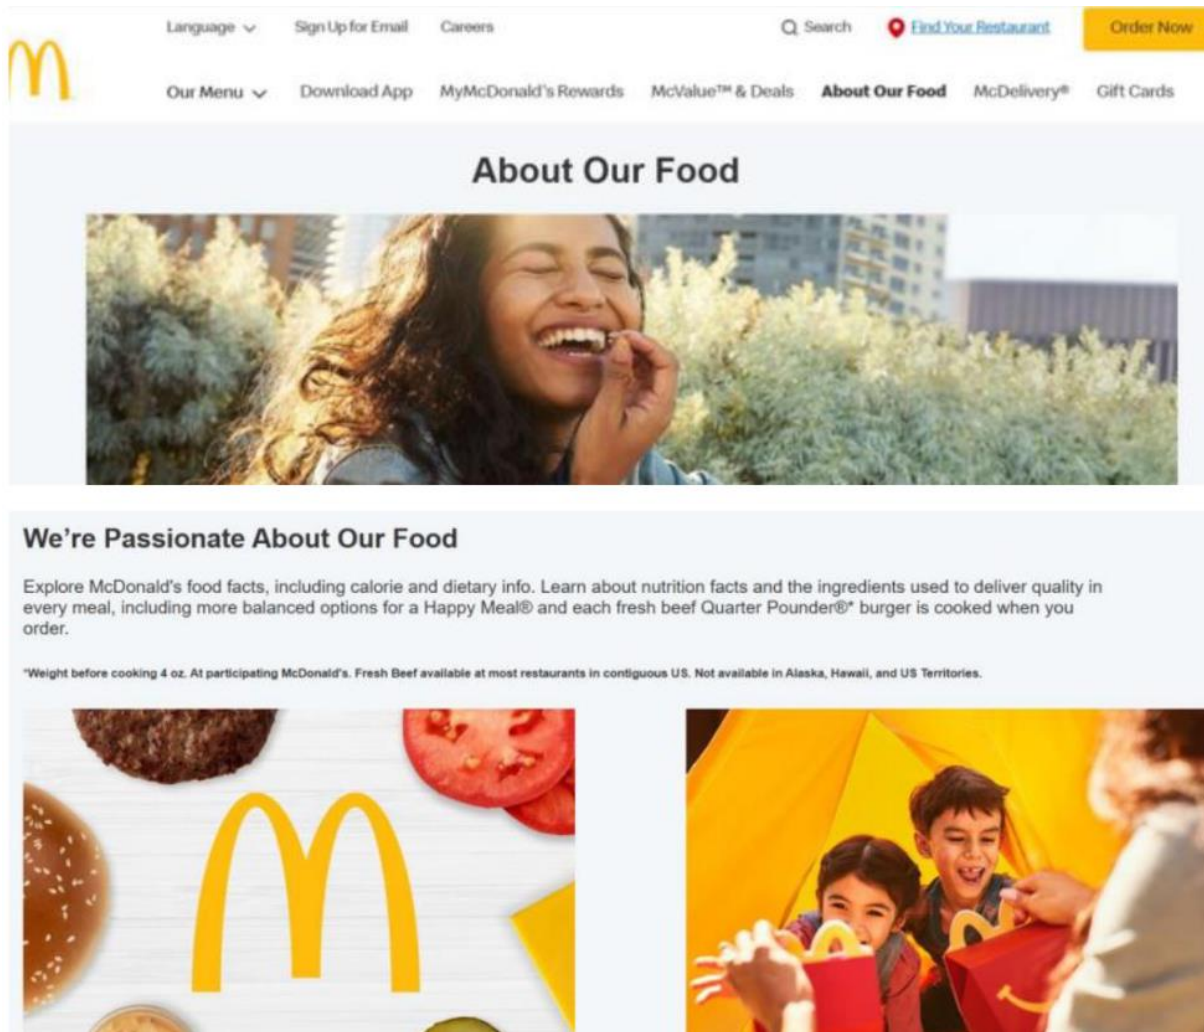 Language Sign Up for Email Careers Search Find Your Restaurant Order Now
Our Menu Download App MyMcDonald's Rewards McValue™ & Deals About Our Food McDelivery® Gift Cards
About Our Food
We're Passionate About Our Food
Explore McDonald's food facts, including calorie and dietary info. Learn about nutrition facts and the ingredients used to deliver quality in
every meal, including more balanced options for a Happy Meal® and each fresh beef Quarter Pounder®* burger is cooked when you
order.
*Weight before cooking 4 oz. At participating McDonald's. Fresh Beef available at most restaurants in contiguous US. Not available in Alaska, Hawaii, and US Territories.